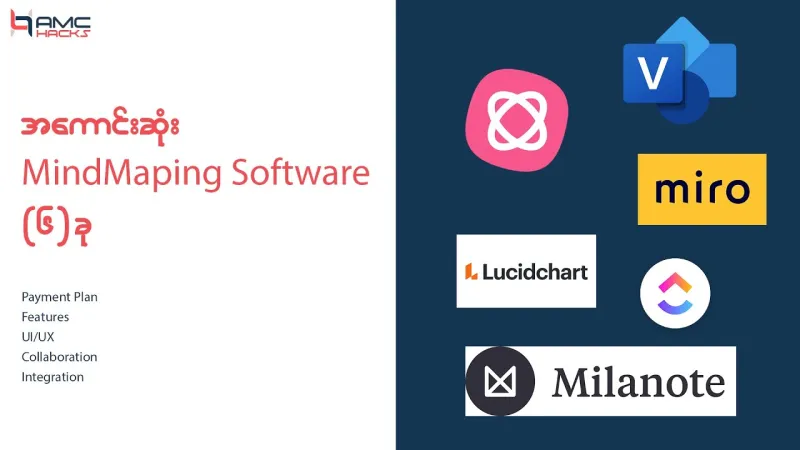 AMC
HACKS
အကောင်းဆုံး
MindMaping Software
(၆)ခု
Payment Plan
Features
UI/UX
Collaboration
Integration
V
miro
Lucidchart
Milanote